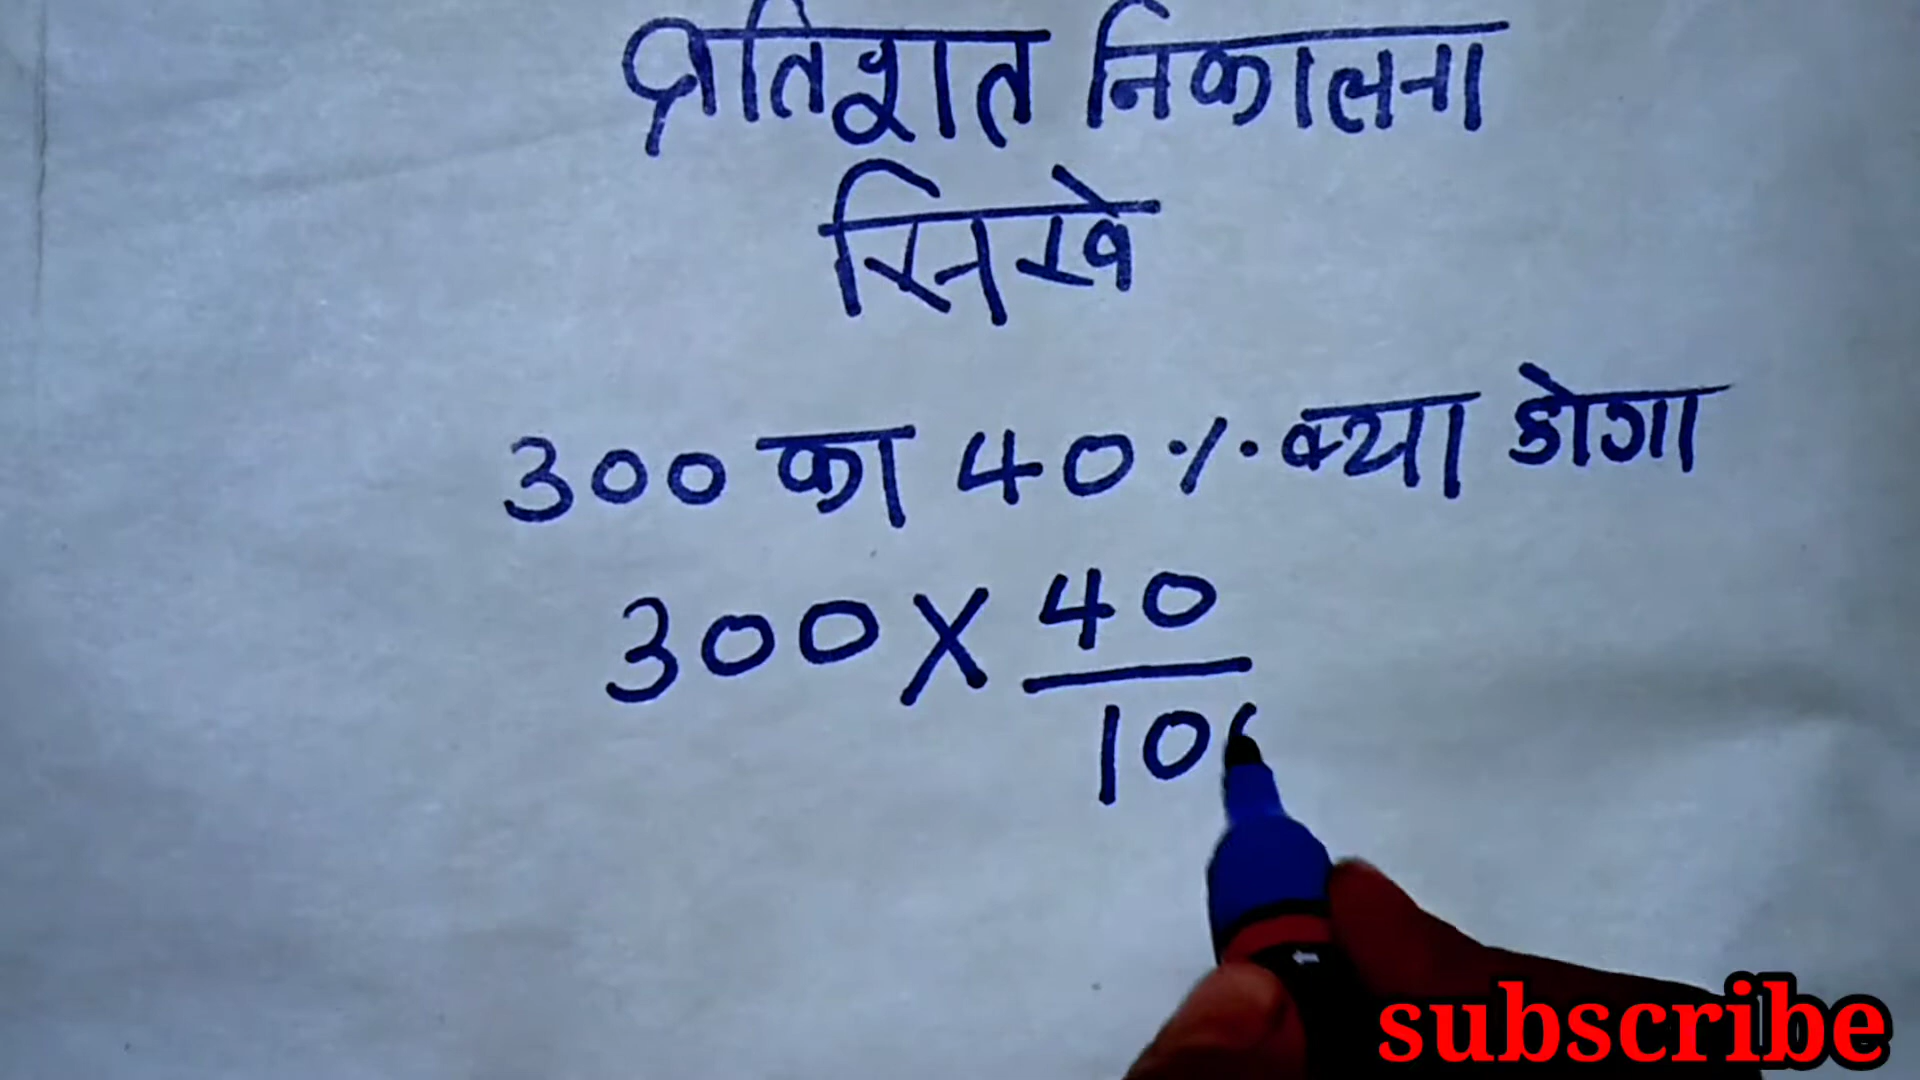 प्रतिशत निकालना
सिखे
300 का 40 % क्या होगा
300 X 40
100
subscribe